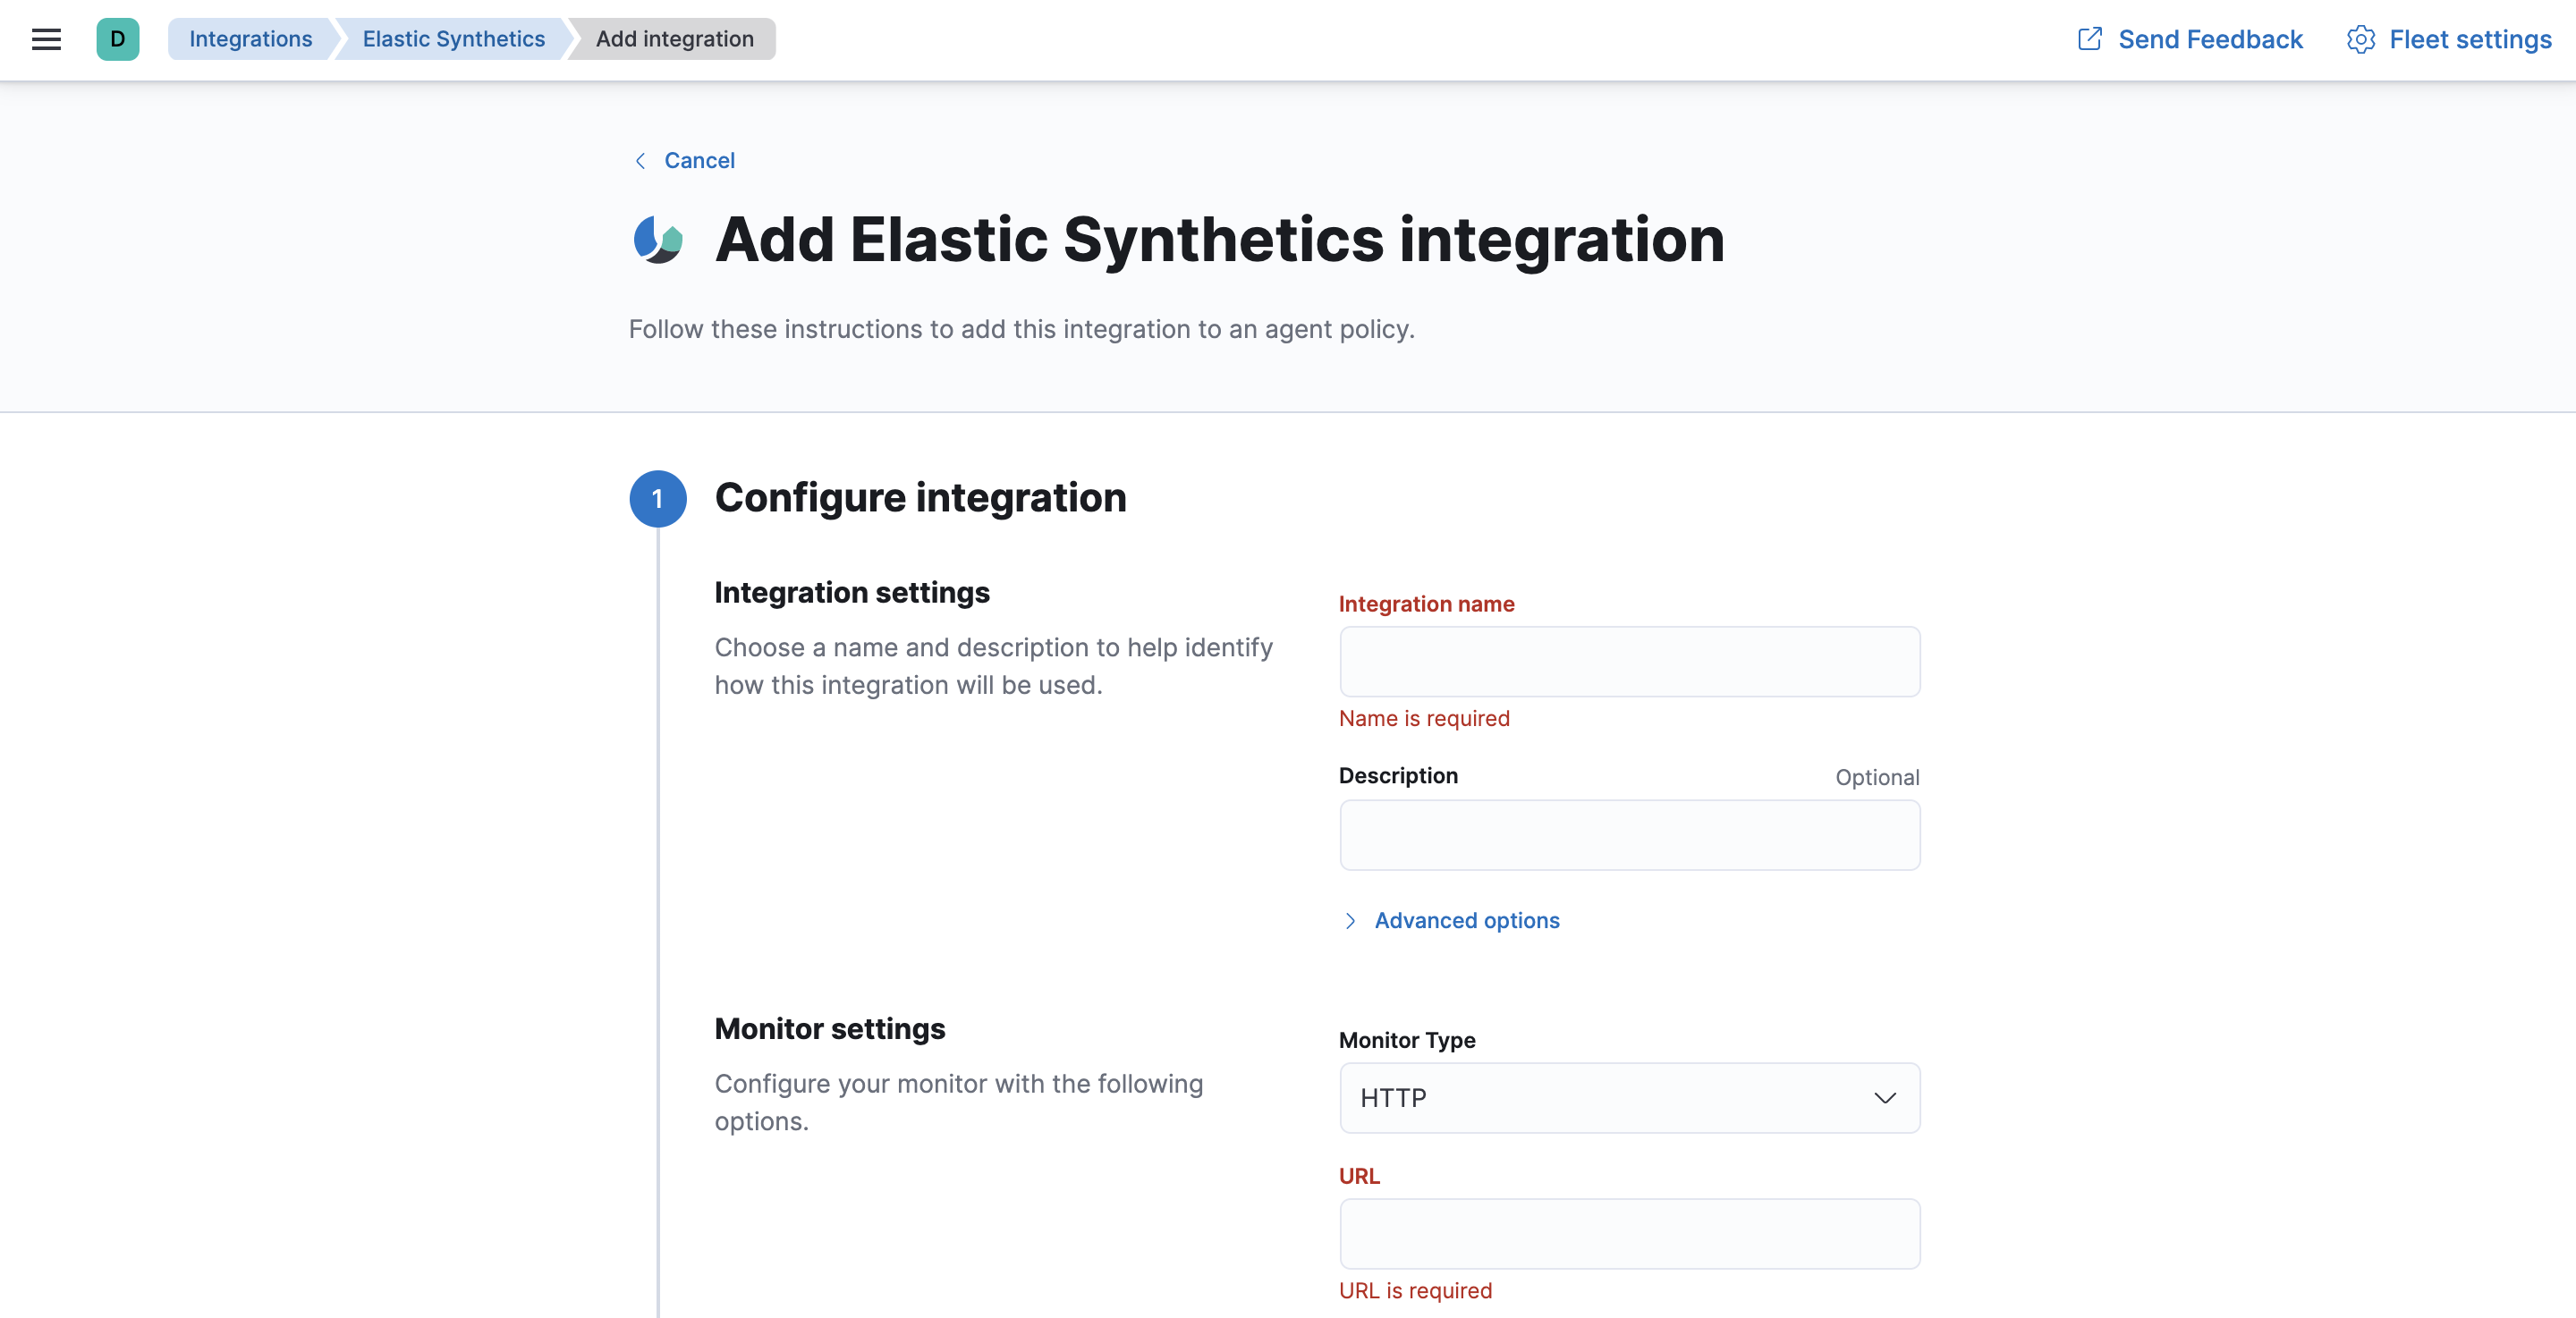 D
Integrations
Elastic Synthetics
Add integration
Send Feedback
Fleet settings
Cancel
Add Elastic Synthetics integration
Follow these instructions to add this integration to an agent policy.
1
Configure integration
Integration settings
Choose a name and description to help identify
how this integration will be used.
Integration name
Name is required
Description
Optional
Advanced options
Monitor settings
Configure your monitor with the following
options.
Monitor Type
HTTP
URL
URL is required